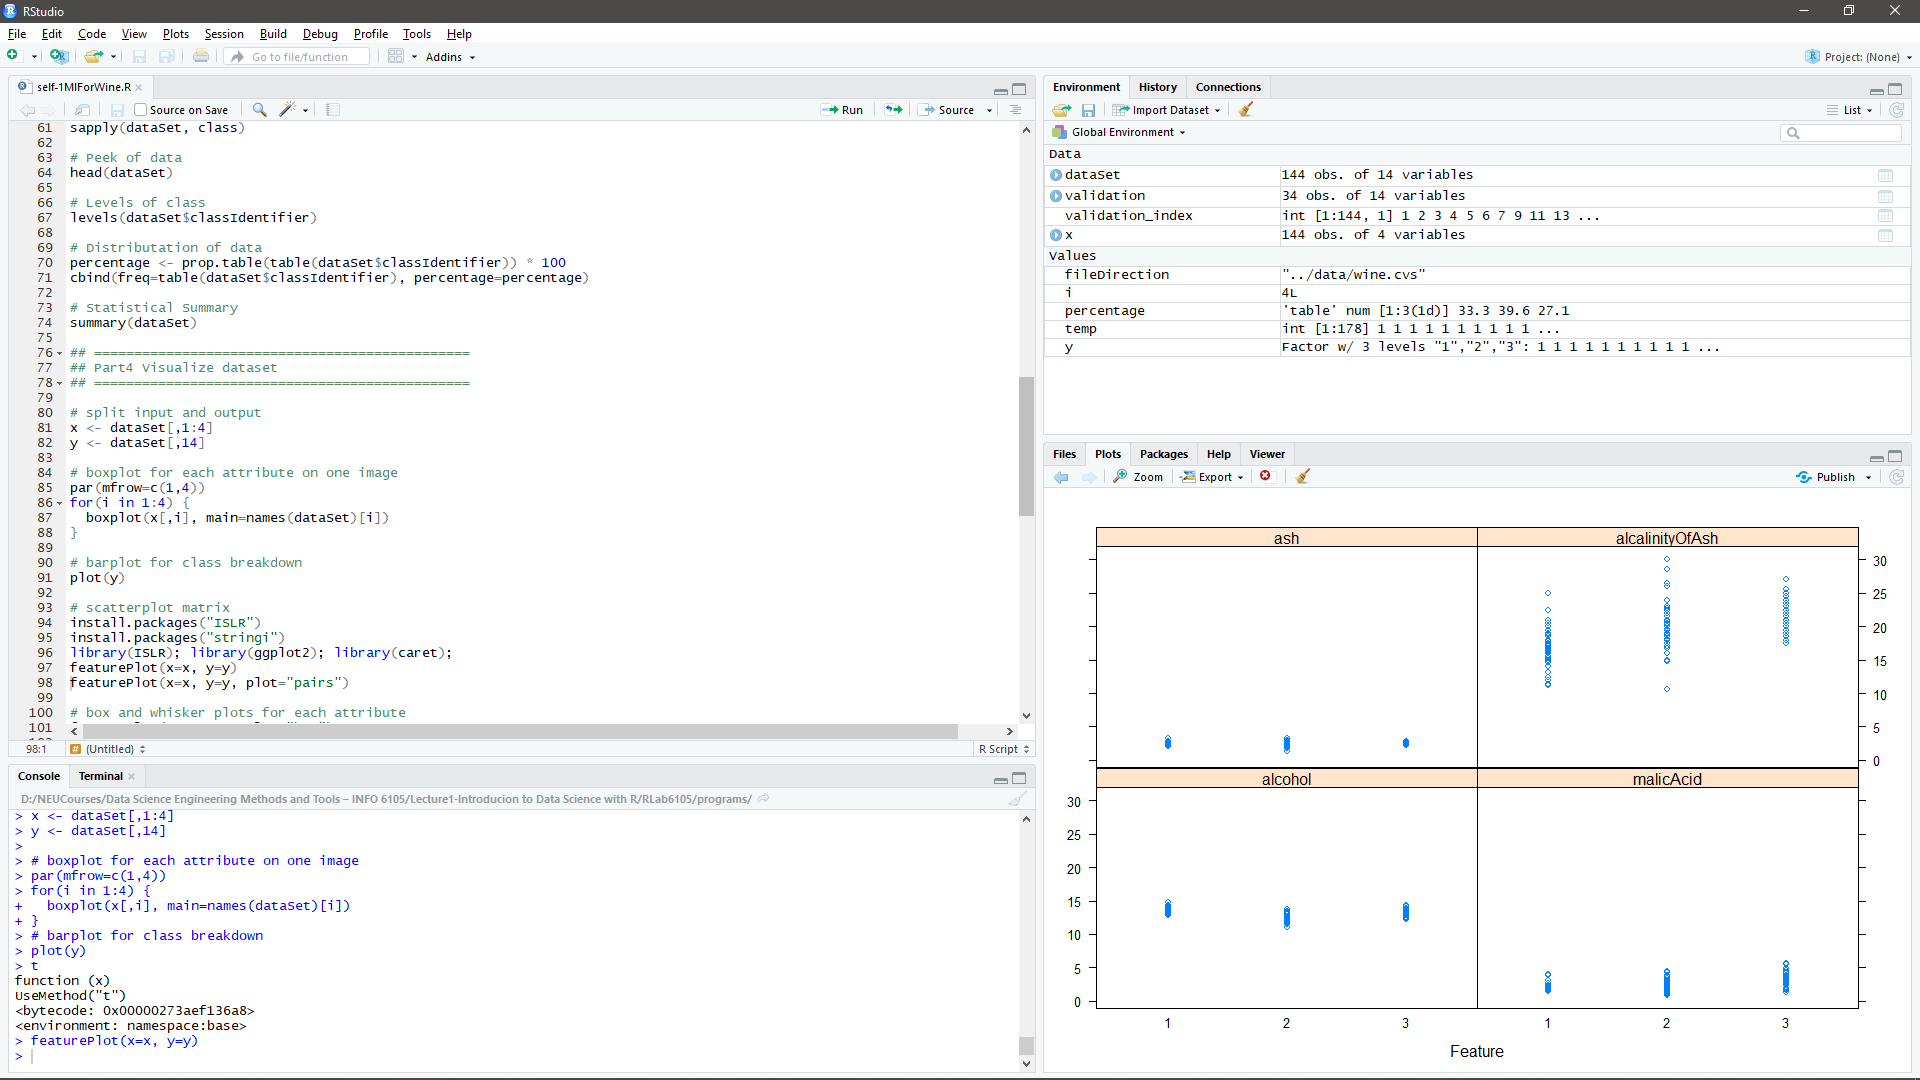 RStudio
File Edit Code View Plots Session Build Debug Profile Tools Help
Go to file/function Addins Project: (None)
self-1MlForWine.R
Source on Save Run Source
61 sapply(dataSet, class)
62
63 # Peek of data
64 head(dataSet)
65
66 # Levels of class
67 levels(dataSet$classIdentifier)
68
69 # Distributation of data
70 percentage <- prop.table(table(dataSet$classIdentifier)) * 100
71 cbind(freq=table(dataSet$classIdentifier), percentage=percentage)
72
73 # Statistical Summary
74 summary(dataSet)
75
76 ## ===============================================
77 ## Part4 Visualize dataset
78 ## ===============================================
79
80 # split input and output
81 x <- dataSet[,1:4]
82 y <- dataSet[,14]
83
84 # boxplot for each attribute on one image
85 par(mfrow=c(1,4))
86 for(i in 1:4) {
87   boxplot(x[,i], main=names(dataSet)[i])
88 }
89
90 # barplot for class breakdown
91 plot(y)
92
93 # scatterplot matrix
94 install.packages("ISLR")
95 install.packages("stringi")
96 library(ISLR); library(ggplot2); library(caret);
97 featurePlot(x=x, y=y)
98 featurePlot(x=x, y=y, plot="pairs")
99
100 # box and whisker plots for each attribute
101
98:1 (Untitled) R Script
Console Terminal
D:/NEUCourses/Data Science Engineering Methods and Tools – INFO 6105/Lecture1-Introducion to Data Science with R/RLab6105/programs/
> x <- dataSet[,1:4]
> y <- dataSet[,14]
>
> # boxplot for each attribute on one image
> par(mfrow=c(1,4))
> for(i in 1:4) {
+   boxplot(x[,i], main=names(dataSet)[i])
+ }
> # barplot for class breakdown
> plot(y)
> t
function (x)
UseMethod("t")
<bytecode: 0x00000273aef136a8>
<environment: namespace:base>
> featurePlot(x=x, y=y)
>
Environment History Connections
Import Dataset List
Global Environment
Data
dataSet 144 obs. of 14 variables
validation 34 obs. of 14 variables
validation_index int [1:144, 1] 1 2 3 4 5 6 7 9 11 13 ...
x 144 obs. of 4 variables
Values
fileDirection "../data/wine.cvs"
i 4L
percentage 'table' num [1:3(1d)] 33.3 39.6 27.1
temp int [1:178] 1 1 1 1 1 1 1 1 1 1 ...
y Factor w/ 3 levels "1","2","3": 1 1 1 1 1 1 1 1 1 1 ...
Files Plots Packages Help Viewer
Zoom Export Publish
ash alcalinityOfAsh
30
25
20
15
10
5
0
alcohol malicAcid
30
25
20
15
10
5
0
1 2 3 1 2 3
Feature